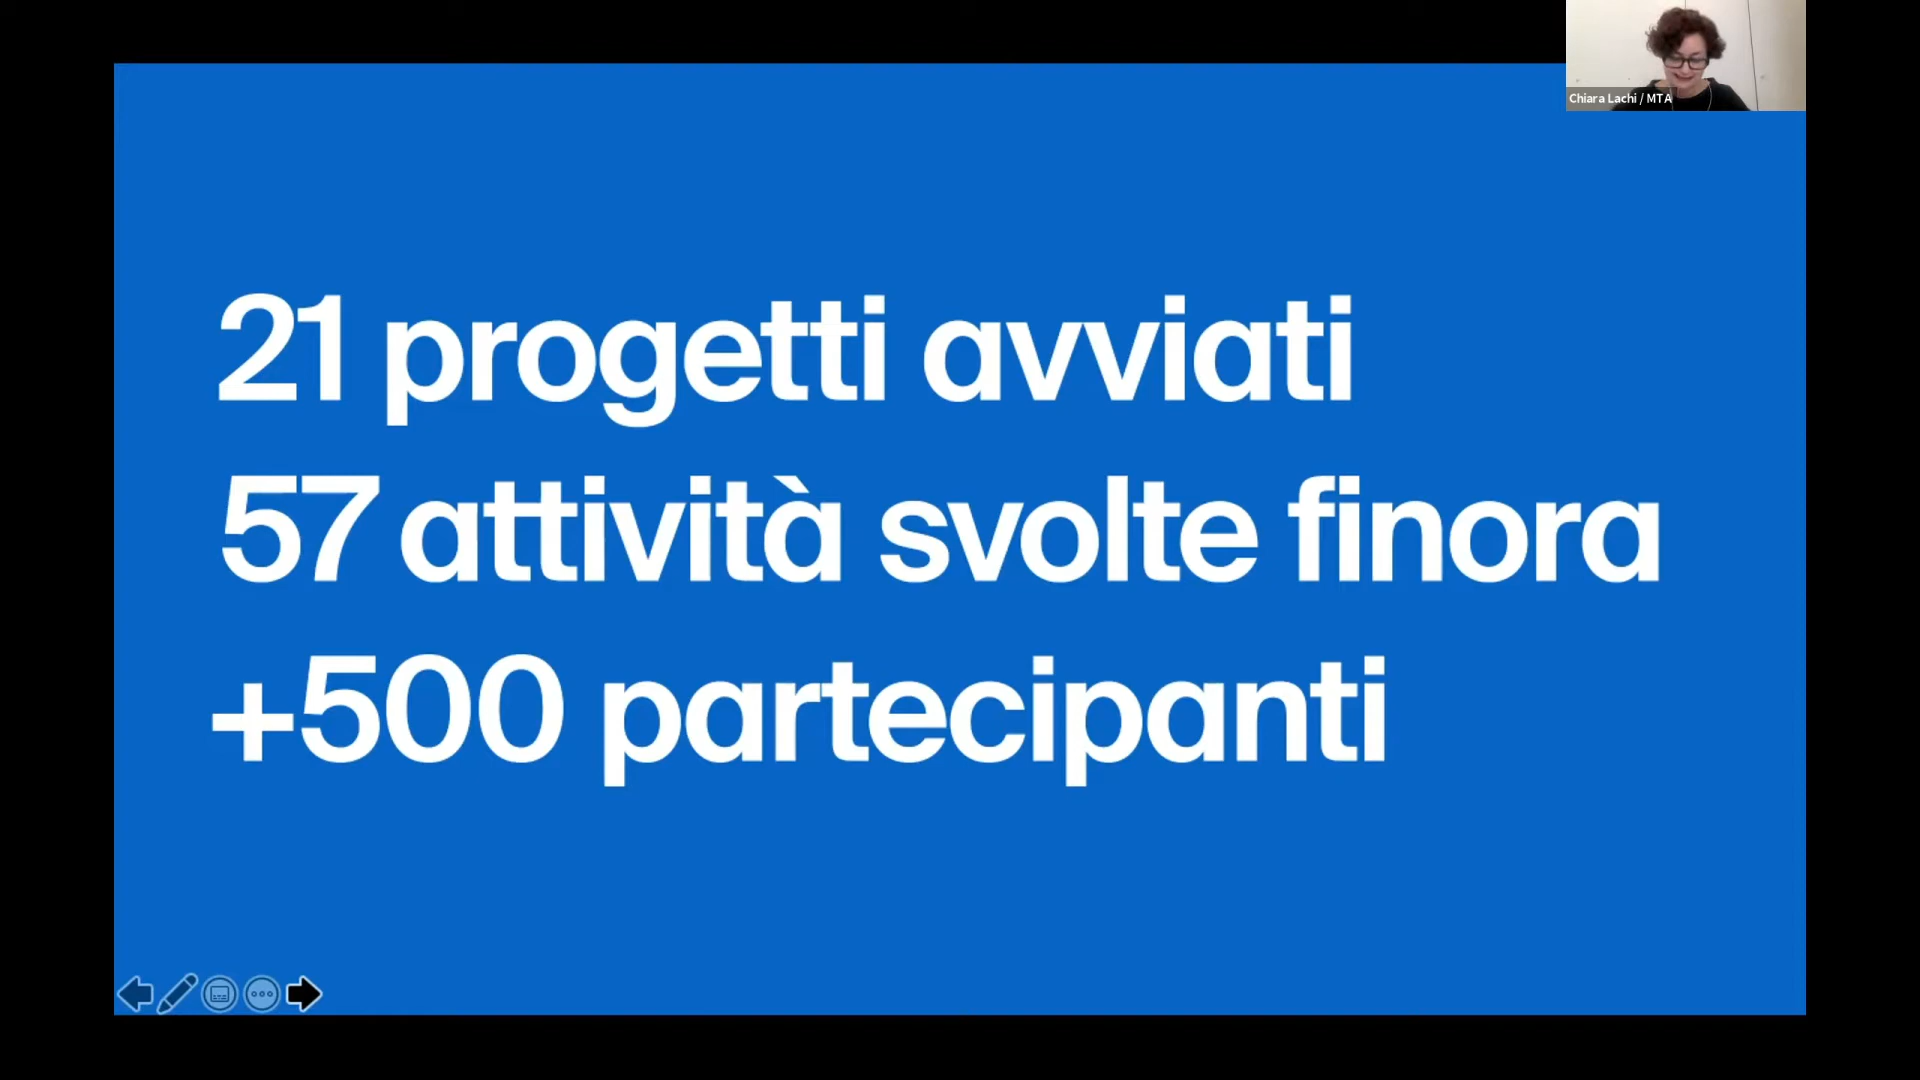 Chiara Lachi / MTA
21 progetti avviati
57 attività svolte finora
+500 partecipanti